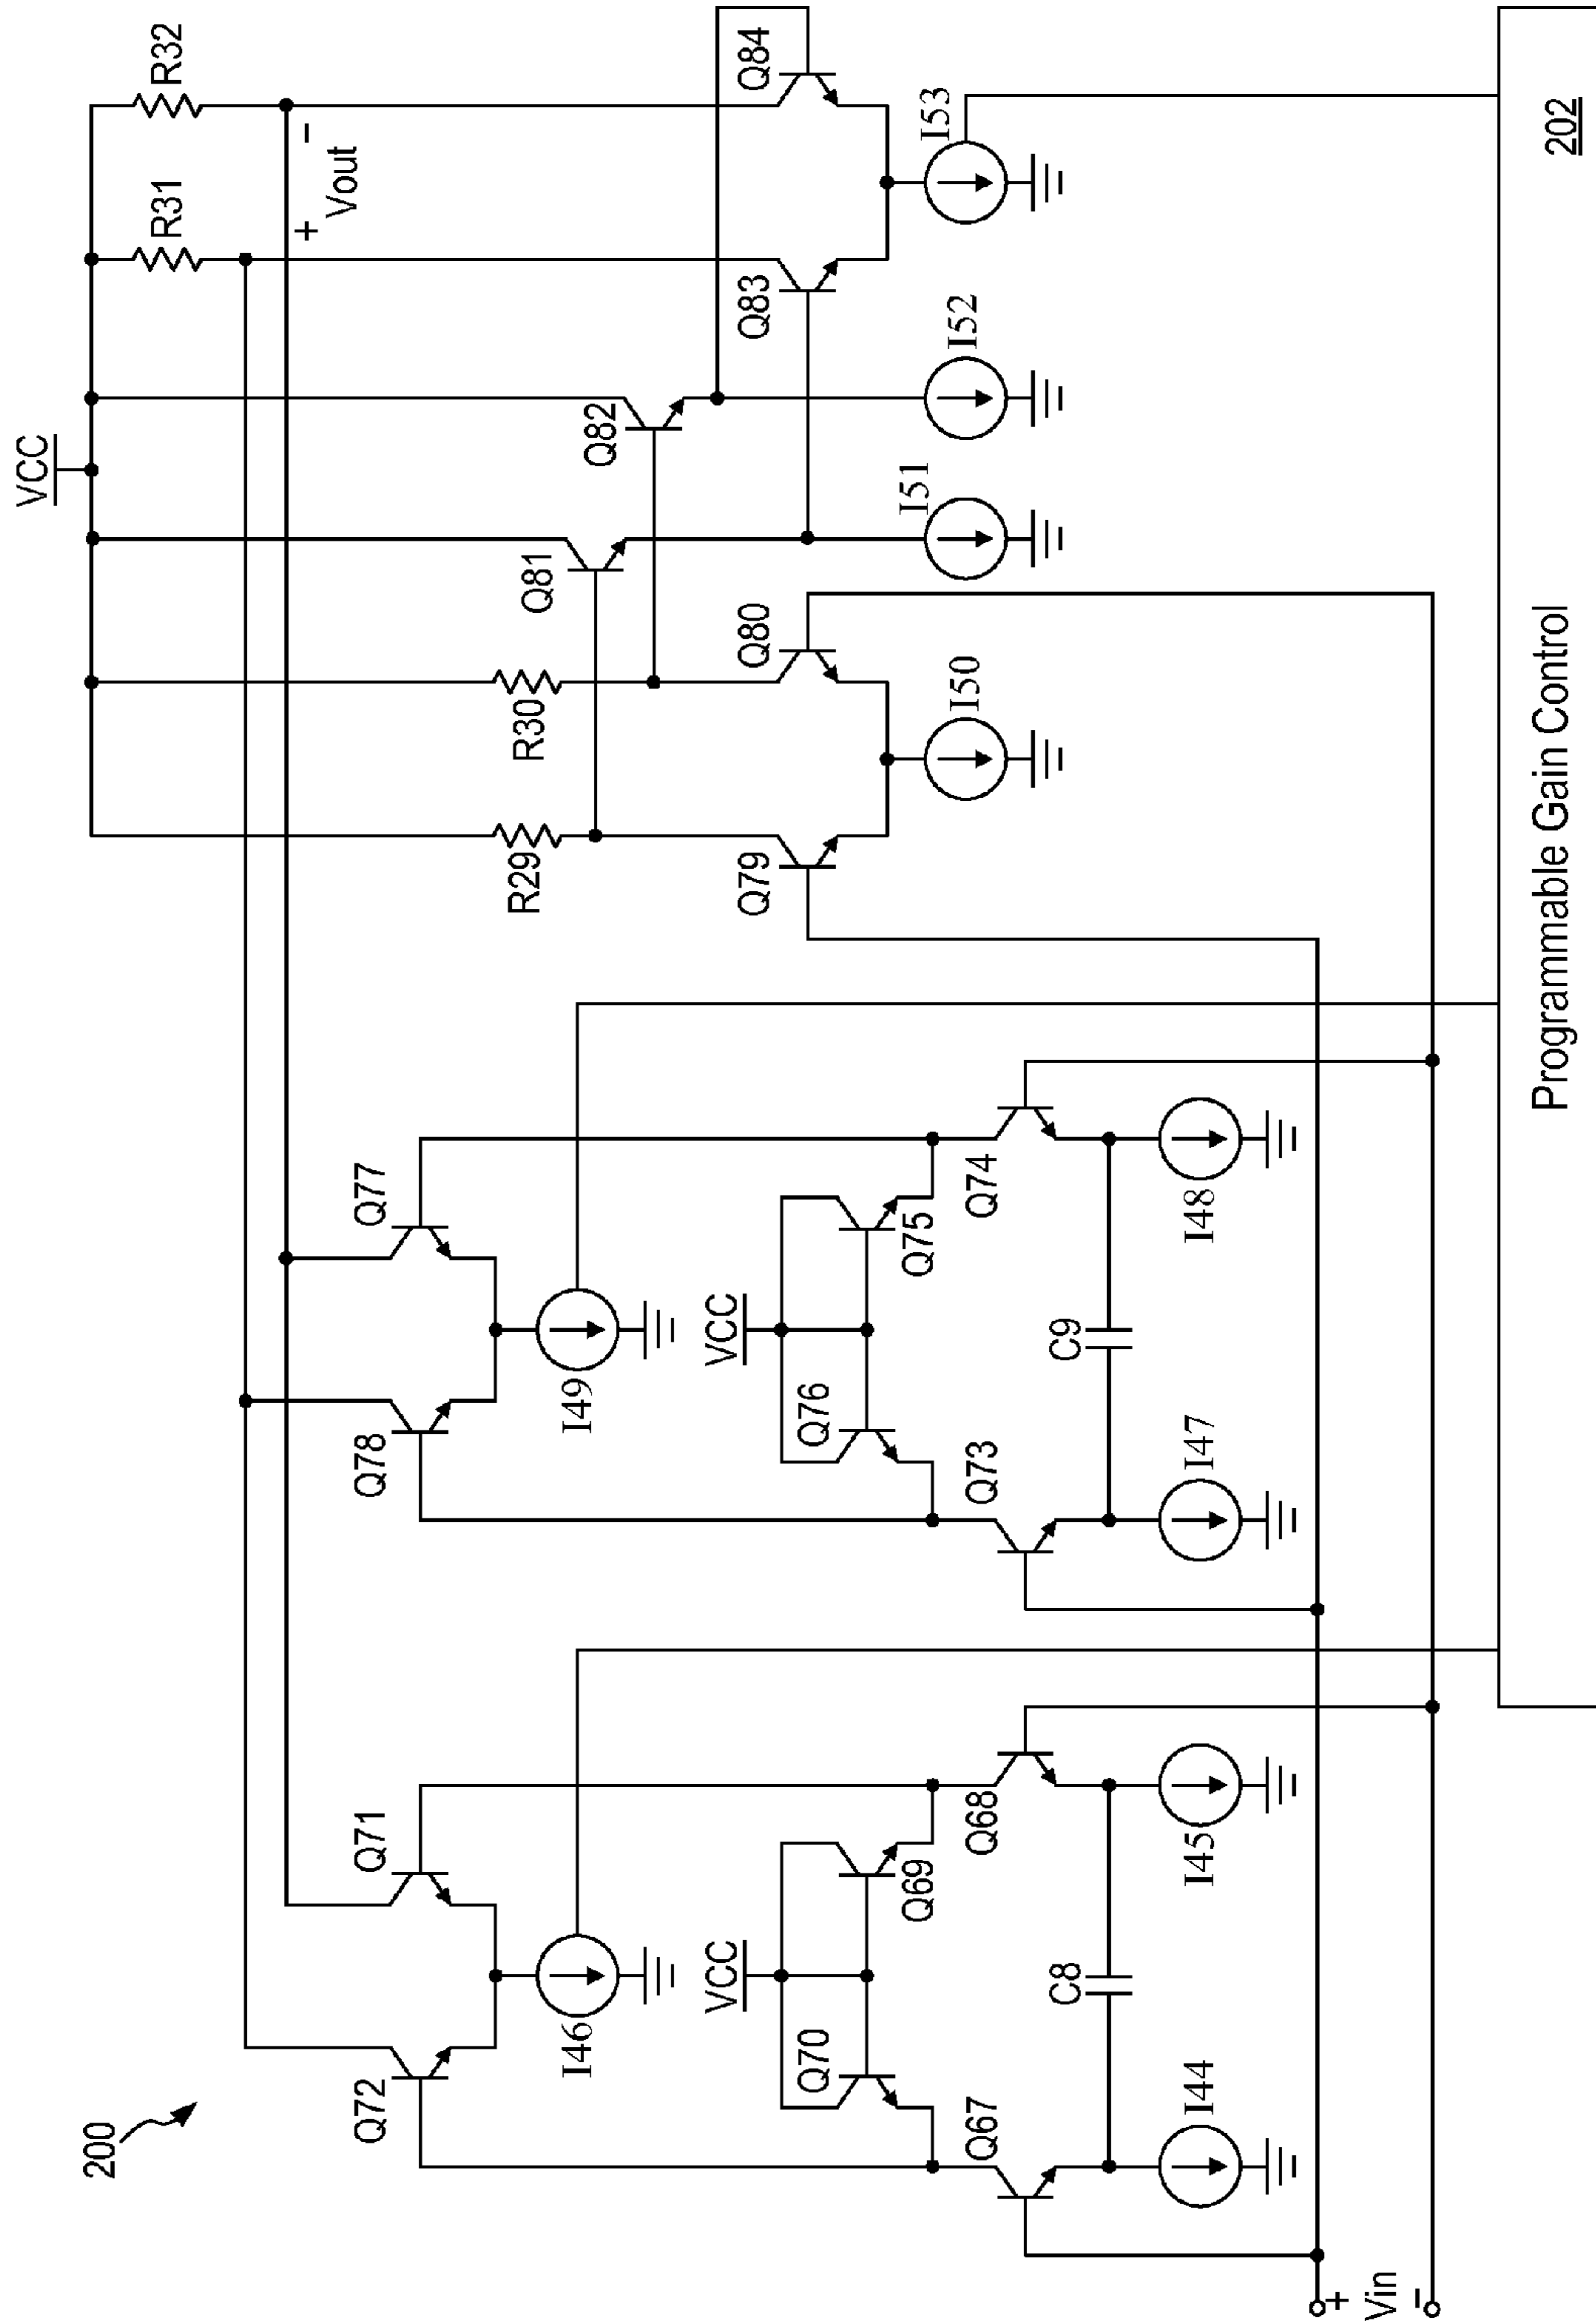 200
VCC
R31
R32
+
Vout
−
Q72
Q71
I46
Q78
Q77
I49
R29
R30
Q81
Q82
VCC
Q70
Q69
VCC
Q76
Q75
Q79
Q80
Q83
Q84
I50
I51
I52
I53
Q67
Q68
C8
I44
I45
Q73
Q74
C9
I47
I48
+
Vin
−
Programmable Gain Control
202